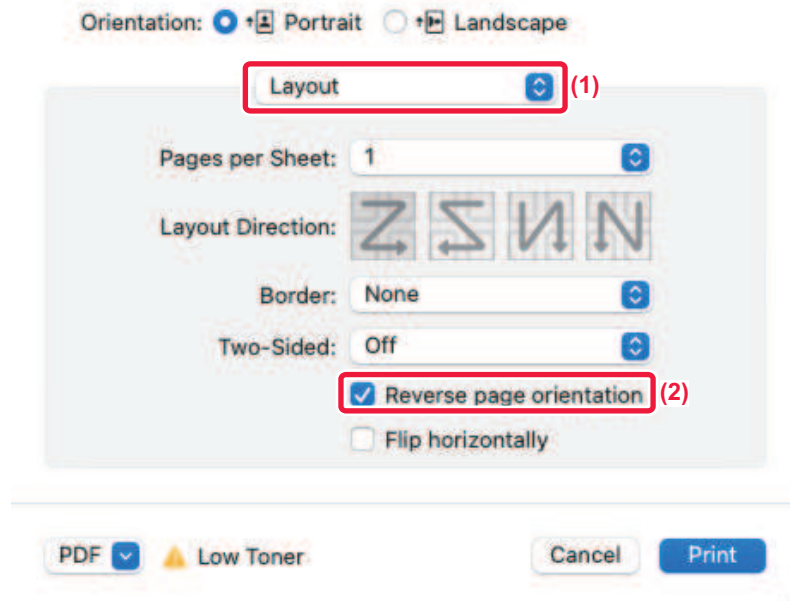 Orientation: Portrait Landscape
Layout (1)
Pages per Sheet: 1
Layout Direction:
Border: None
Two-Sided: Off
Reverse page orientation (2)
Flip horizontally
PDF Low Toner Cancel Print